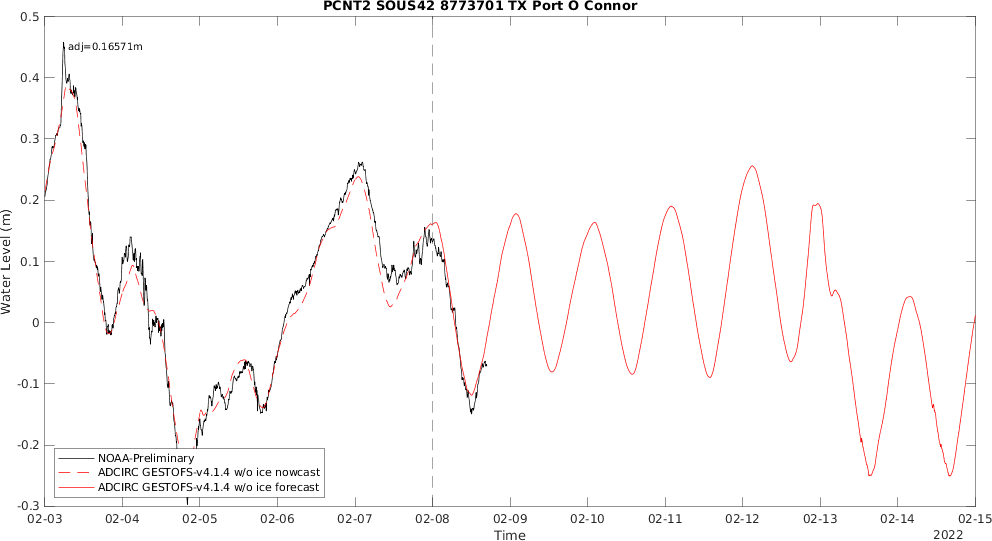 PCNT2 SOUS42 8773701 TX Port O Connor
adj=0.16571m
0.5
0.4
0.3
0.2
0.1
0
-0.1
-0.2
-0.3
Water Level (m)
NOAA-Preliminary
ADCIRC GESTOFS-v4.1.4 w/o ice nowcast
ADCIRC GESTOFS-v4.1.4 w/o ice forecast
02-03 02-04 02-05 02-06 02-07 02-08 02-09 02-10 02-11 02-12 02-13 02-14 02-15
Time
2022